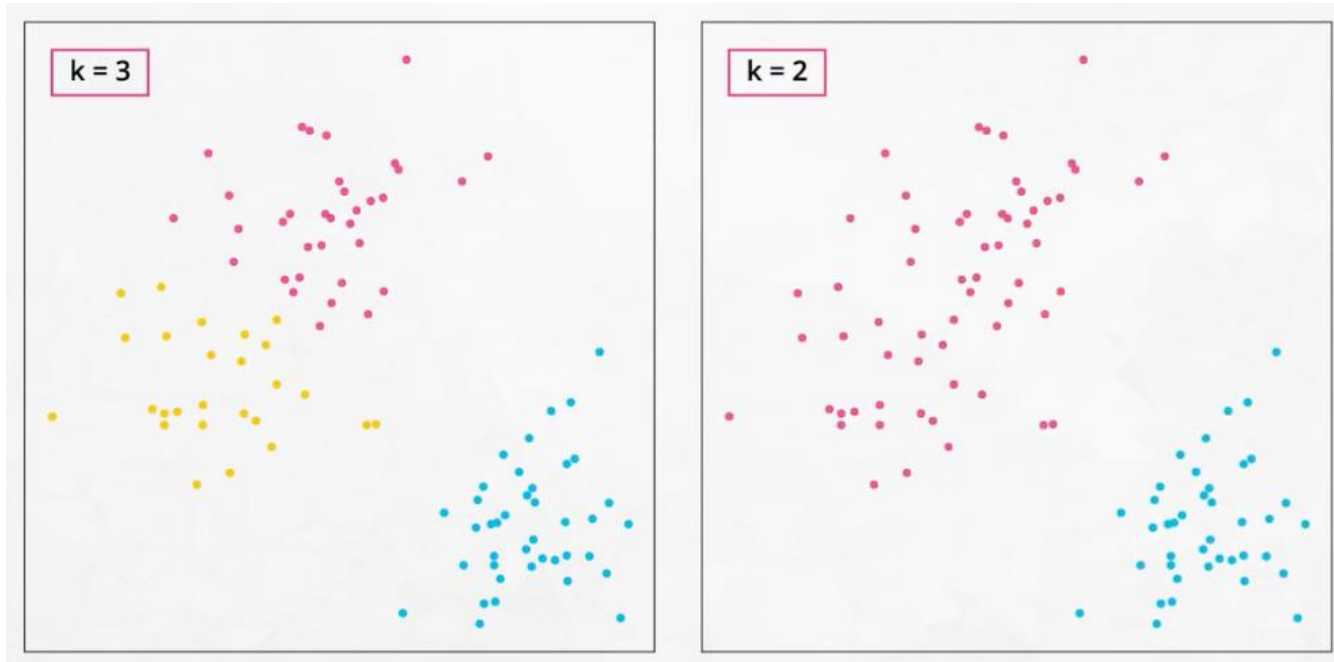 k = 3
k = 2